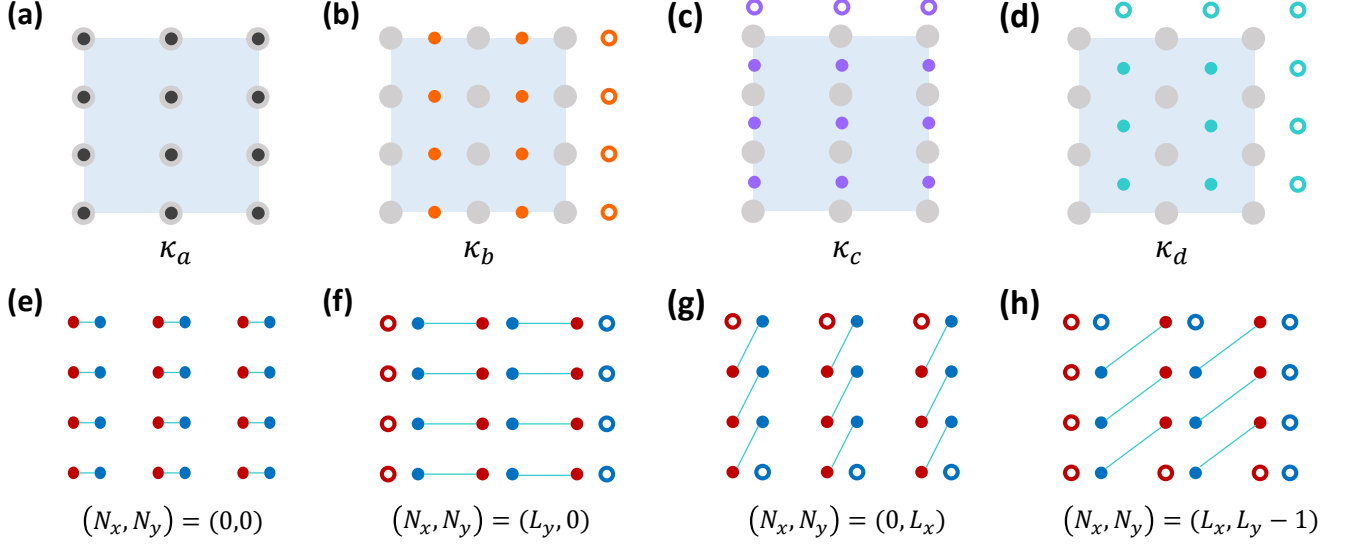 (a) (b) (c) (d)
κ_a κ_b κ_c κ_d
(e) (f) (g) (h)
(N_x, N_y) = (0,0) (N_x, N_y) = (L_y, 0) (N_x, N_y) = (0, L_x) (N_x, N_y) = (L_x, L_y − 1)